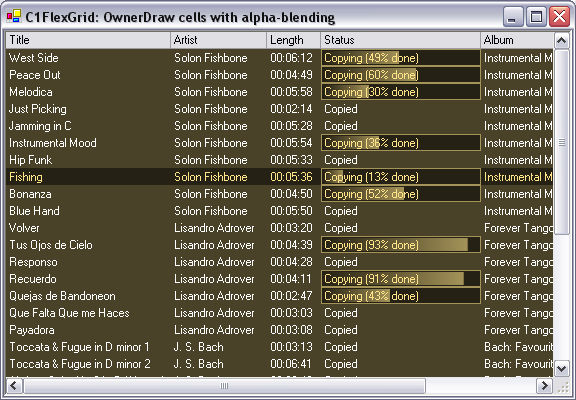 C1FlexGrid: OwnerDraw cells with alpha-blending
Title Artist Length Status Album
West Side Solon Fishbone 00:06:12 Copying (49% done) Instrumental M
Peace Out Solon Fishbone 00:04:49 Copying (60% done) Instrumental M
Melodica Solon Fishbone 00:05:58 Copying (30% done) Instrumental M
Just Picking Solon Fishbone 00:02:14 Copied Instrumental M
Jamming in C Solon Fishbone 00:05:28 Copied Instrumental M
Instrumental Mood Solon Fishbone 00:05:54 Copying (36% done) Instrumental M
Hip Funk Solon Fishbone 00:05:33 Copied Instrumental M
Fishing Solon Fishbone 00:05:36 Copying (13% done) Instrumental M
Bonanza Solon Fishbone 00:04:50 Copying (52% done) Instrumental M
Blue Hand Solon Fishbone 00:05:50 Copied Instrumental M
Volver Lisandro Adrover 00:03:20 Copied Forever Tango
Tus Ojos de Cielo Lisandro Adrover 00:04:39 Copying (93% done) Forever Tango
Responso Lisandro Adrover 00:04:28 Copied Forever Tango
Recuerdo Lisandro Adrover 00:04:11 Copying (91% done) Forever Tango
Quejas de Bandoneon Lisandro Adrover 00:02:47 Copying (43% done) Forever Tango
Que Falta Que me Haces Lisandro Adrover 00:03:03 Copied Forever Tango
Payadora Lisandro Adrover 00:03:08 Copied Forever Tango
Toccata & Fugue in D minor 1 J. S. Bach 00:03:13 Copied Bach: Favourit
Toccata & Fugue in D minor 2 J. S. Bach 00:06:41 Copied Bach: Favourit